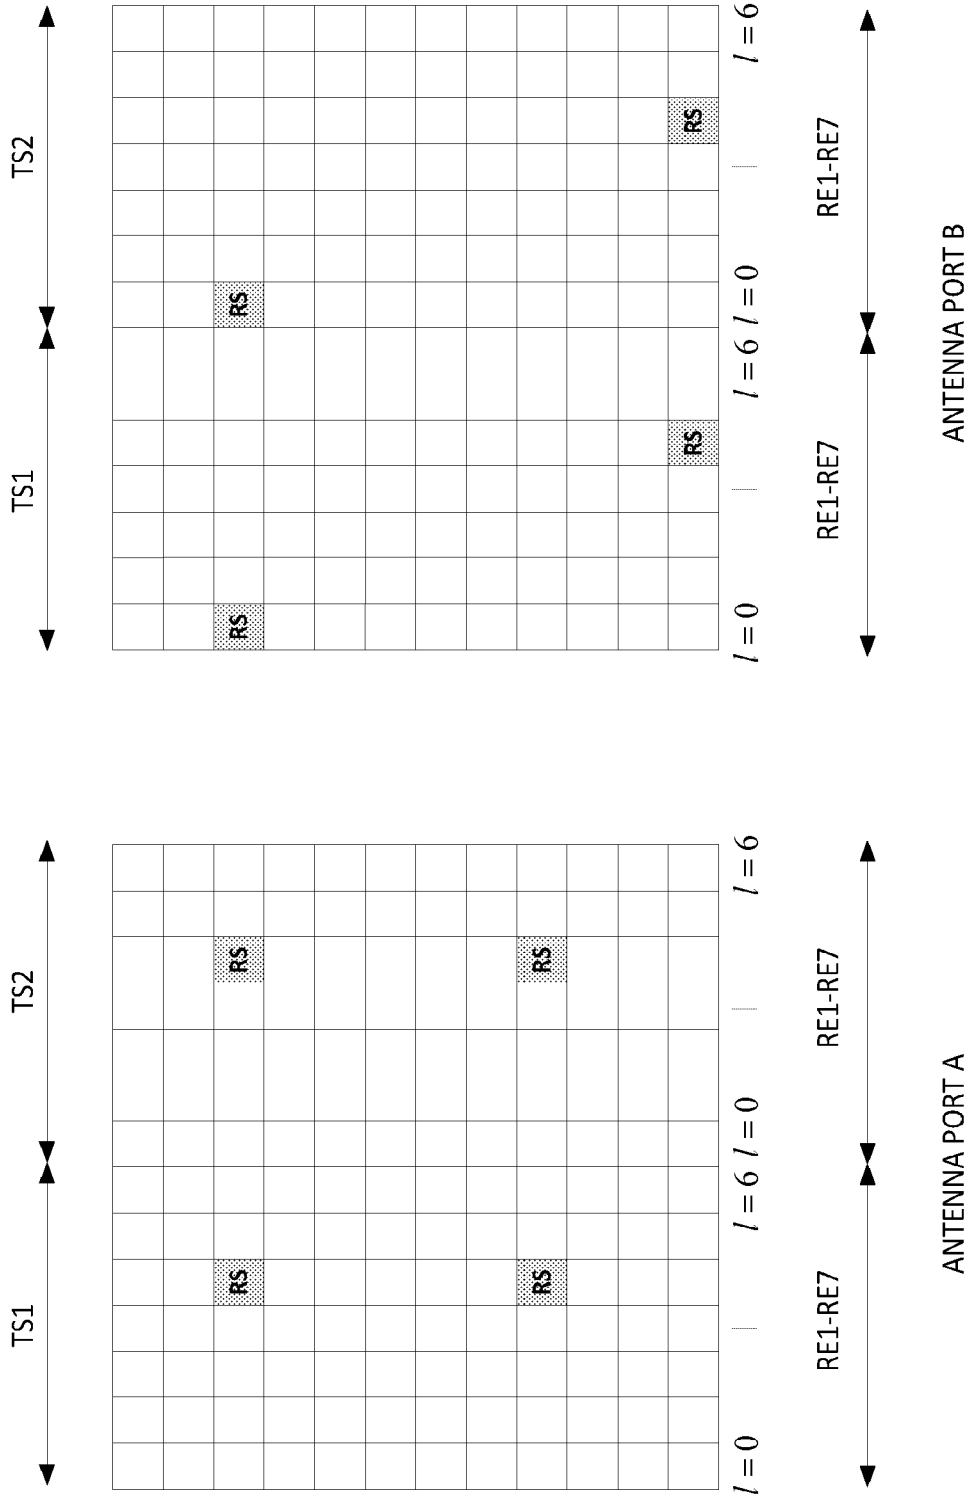 TS1
TS2
RS
RS
RS
RS
l = 0
l = 6
l = 0
l = 6
RE1-RE7
RE1-RE7
ANTENNA PORT A
TS1
TS2
RS
RS
RS
RS
l = 0
l = 6
l = 0
l = 6
RE1-RE7
RE1-RE7
ANTENNA PORT B